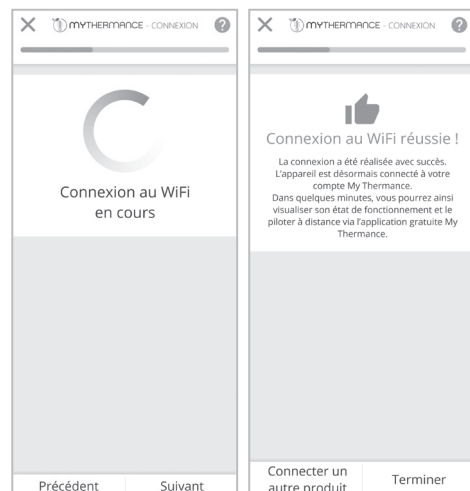 MYTHERMANCE - CONNEXION ?
Connexion au WiFi
en cours
Précédent Suivant
MYTHERMANCE - CONNEXION ?
Connexion au WiFi réussie !
La connexion a été réalisée avec succès.
L'appareil est désormais connecté à votre
compte My Thermance.
Dans quelques minutes, vous pourrez ainsi
visualiser son état de fonctionnement et le
piloter à distance via l'application gratuite My
Thermance.
Connecter un
autre produit
Terminer